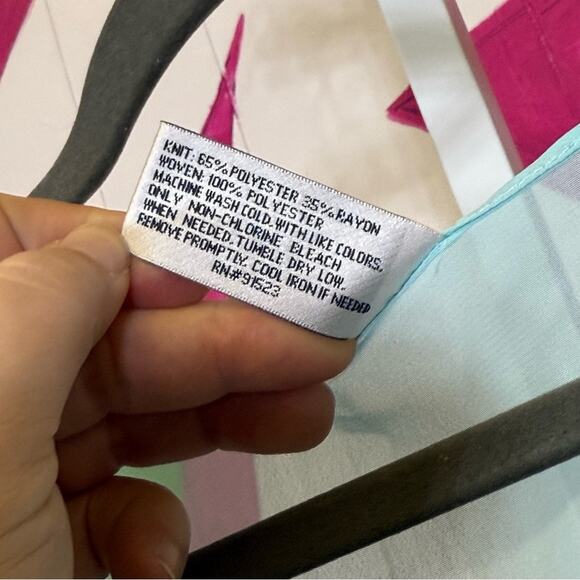 KNIT: 65% POLYESTER 35% RAYON
WOVEN: 100% POLYESTER
MACHINE WASH COLD, WITH LIKE COLORS,
ONLY NON-CHLORINE BLEACH
WHEN NEEDED, TUMBLE DRY LOW,
REMOVE PROMPTLY, COOL IRON IF NEEDED
RN#91523